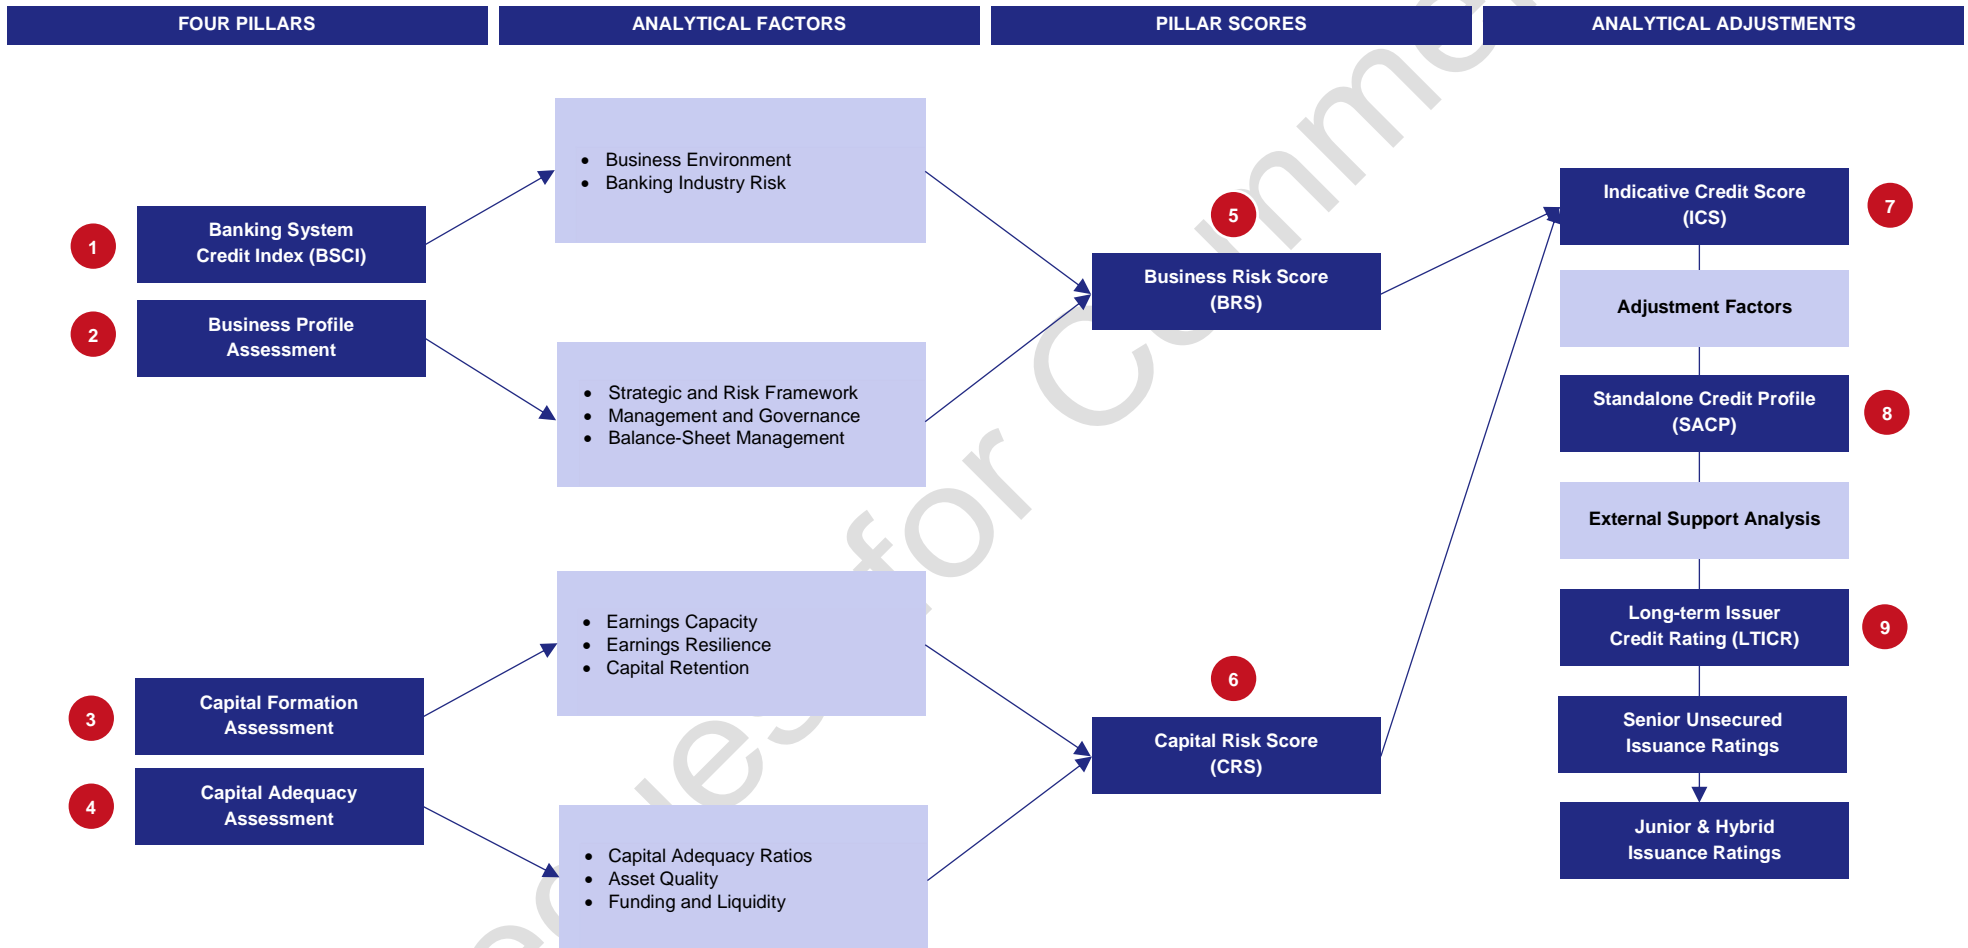 FOUR PILLARS
ANALYTICAL FACTORS
PILLAR SCORES
ANALYTICAL ADJUSTMENTS
1
Banking System
Credit Index (BSCI)
2
Business Profile
Assessment
3
Capital Formation
Assessment
4
Capital Adequacy
Assessment
• Business Environment
• Banking Industry Risk
• Strategic and Risk Framework
• Management and Governance
• Balance-Sheet Management
• Earnings Capacity
• Earnings Resilience
• Capital Retention
• Capital Adequacy Ratios
• Asset Quality
• Funding and Liquidity
5
Business Risk Score
(BRS)
6
Capital Risk Score
(CRS)
Indicative Credit Score
(ICS)
7
Adjustment Factors
Standalone Credit Profile
(SACP)
8
External Support Analysis
Long-term Issuer
Credit Rating (LTICR)
9
Senior Unsecured
Issuance Ratings
Junior & Hybrid
Issuance Ratings
for